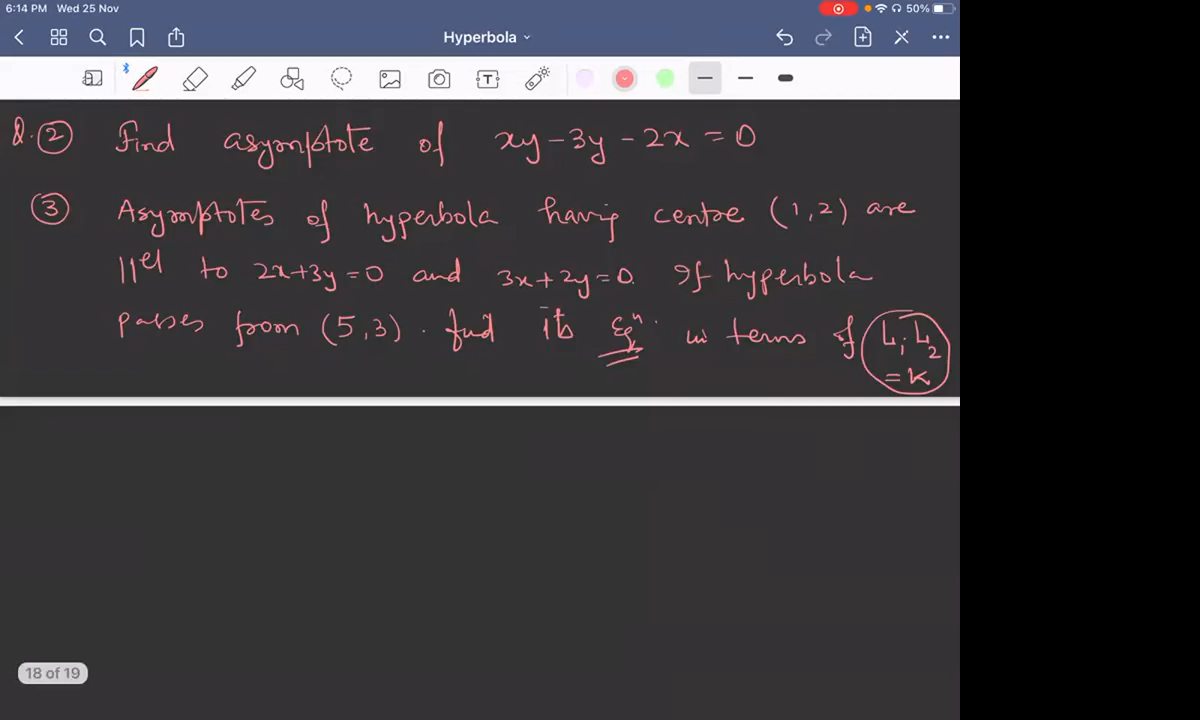 6:14 PM Wed 25 Nov
50%
Hyperbola
Q. ② Find asymptote of xy - 3y - 2x = 0
③ Asymptotes of hyperbola having centre (1,2) are
11el to 2x+3y=0 and 3x+2y=0. If hyperbola
passes from (5,3). find its Eqn. in terms of L1 L2
= K
18 of 19